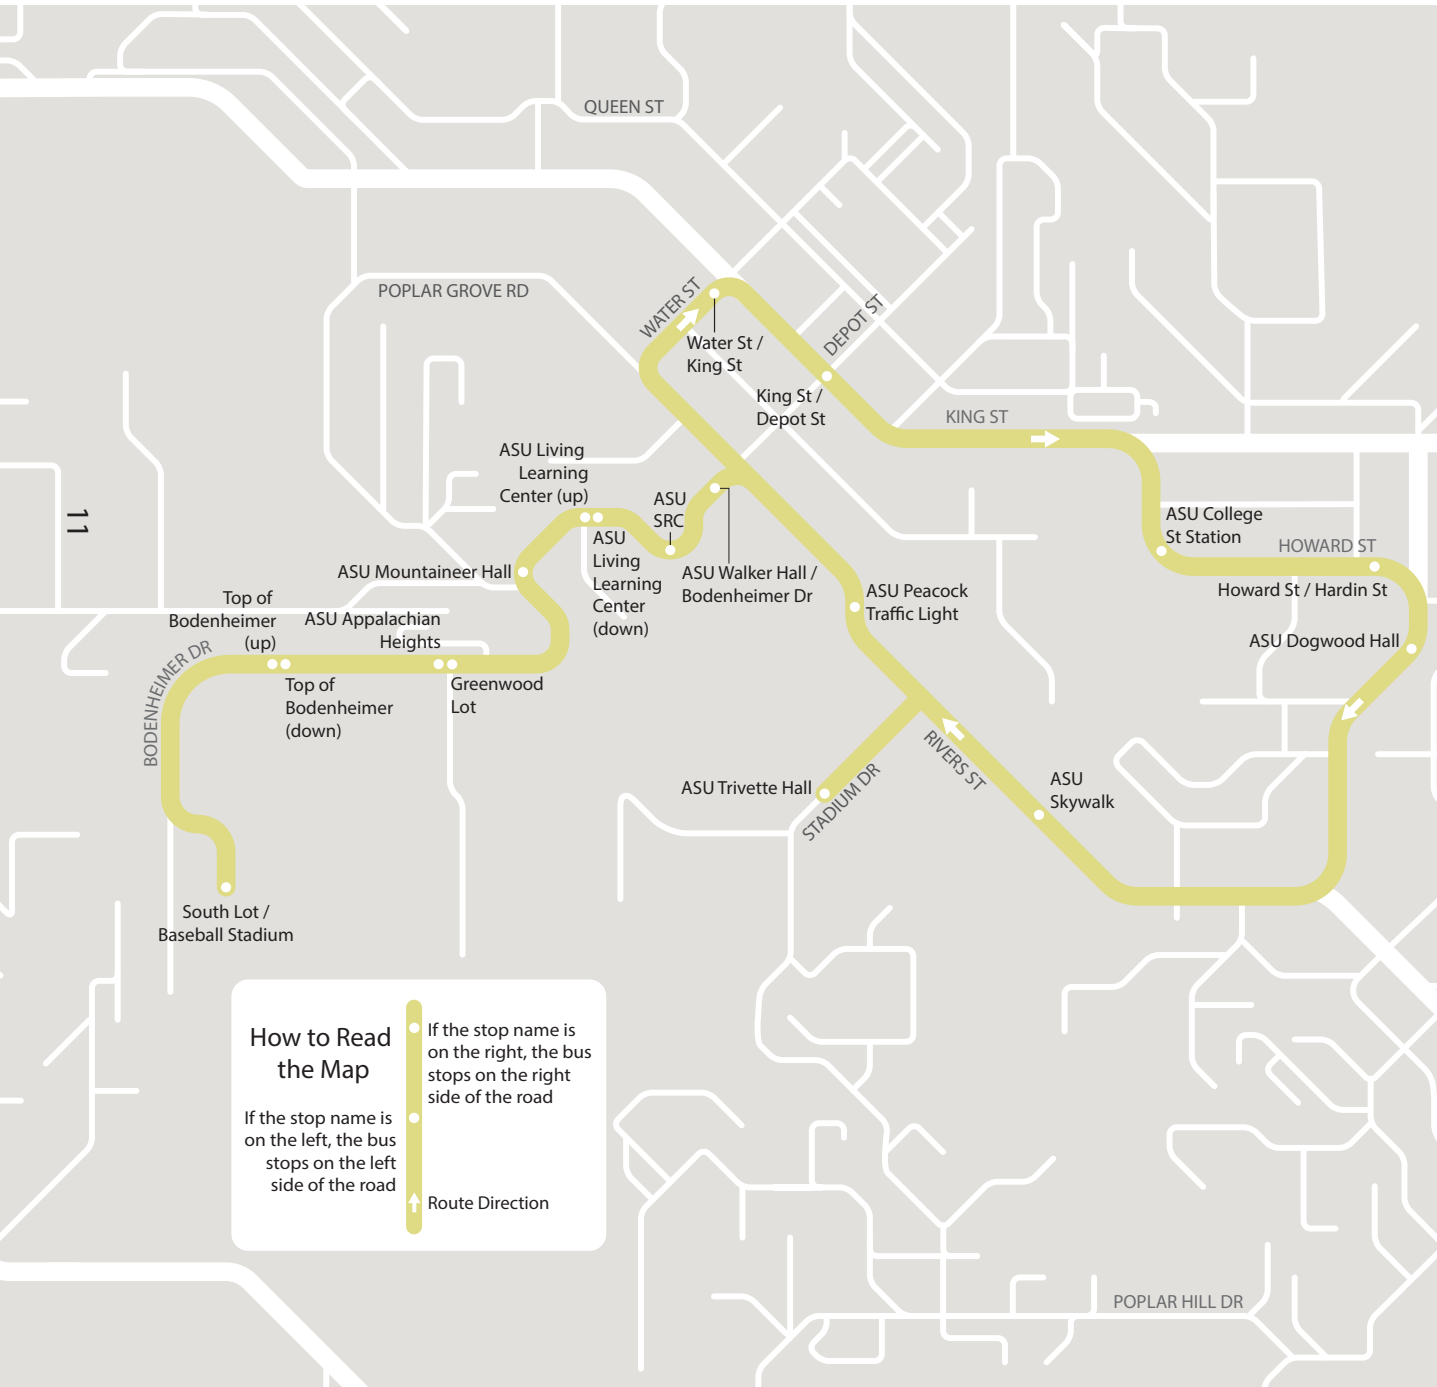 QUEEN ST
POPLAR GROVE RD
WATER ST
DEPOT ST
Water St /
King St
King St /
Depot St
KING ST
ASU Living
Learning
Center (up)
ASU
SRC
ASU
Living
Learning
Center
(down)
ASU Walker Hall /
Bodenheimer Dr
ASU College
St Station
HOWARD ST
Howard St / Hardin St
ASU Dogwood Hall
11
ASU Mountaineer Hall
ASU Peacock
Traffic Light
Top of
Bodenheimer
(up)
ASU Appalachian
Heights
BODENHEIMER DR
Top of
Bodenheimer
(down)
Greenwood
Lot
RIVERS ST
ASU Trivette Hall
STADIUM DR
ASU
Skywalk
South Lot /
Baseball Stadium
How to Read
the Map
If the stop name is
on the right, the bus
stops on the right
side of the road
If the stop name is
on the left, the bus
stops on the left
side of the road
Route Direction
POPLAR HILL DR